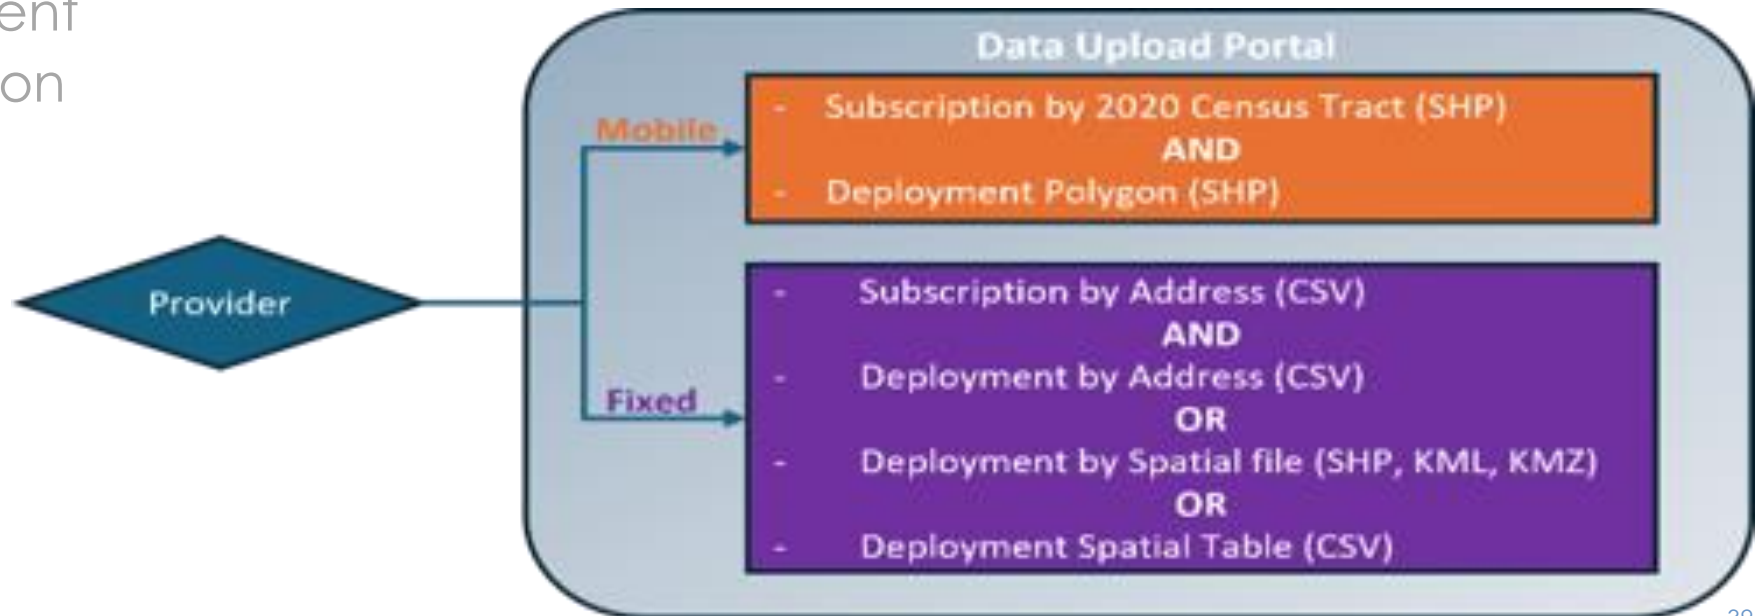 Data Upload Portal
Mobile
- Subscription by 2020 Census Tract (SHP)
AND
- Deployment Polygon (SHP)
Provider
Fixed
- Subscription by Address (CSV)
AND
- Deployment by Address (CSV)
OR
- Deployment by Spatial file (SHP, KML, KMZ)
OR
- Deployment Spatial Table (CSV)